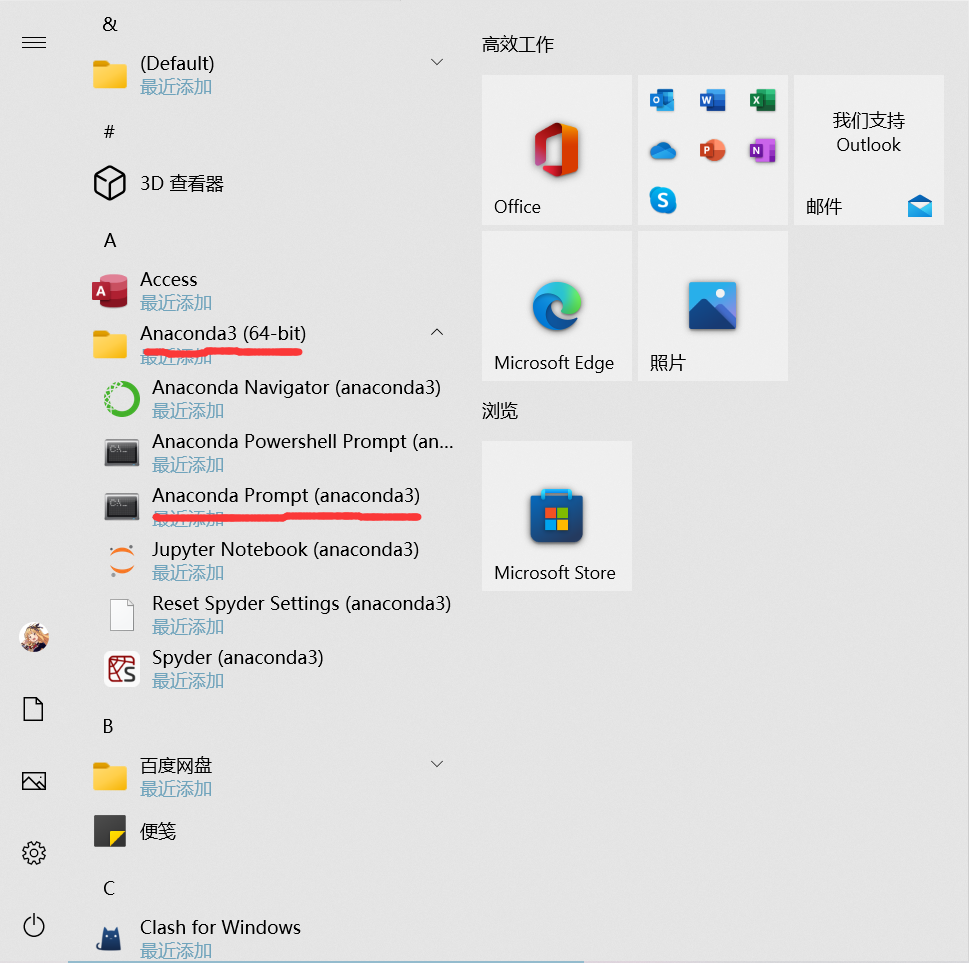 &
(Default)
最近添加
#
3D 查看器
A
Access
最近添加
Anaconda3 (64-bit)
最近添加
Anaconda Navigator (anaconda3)
最近添加
Anaconda Powershell Prompt (an...
最近添加
Anaconda Prompt (anaconda3)
最近添加
Jupyter Notebook (anaconda3)
最近添加
Reset Spyder Settings (anaconda3)
最近添加
Spyder (anaconda3)
最近添加
B
百度网盘
最近添加
便笺
C
Clash for Windows
最近添加
高效工作
Office
我们支持
Outlook
邮件
Microsoft Edge
照片
浏览
Microsoft Store